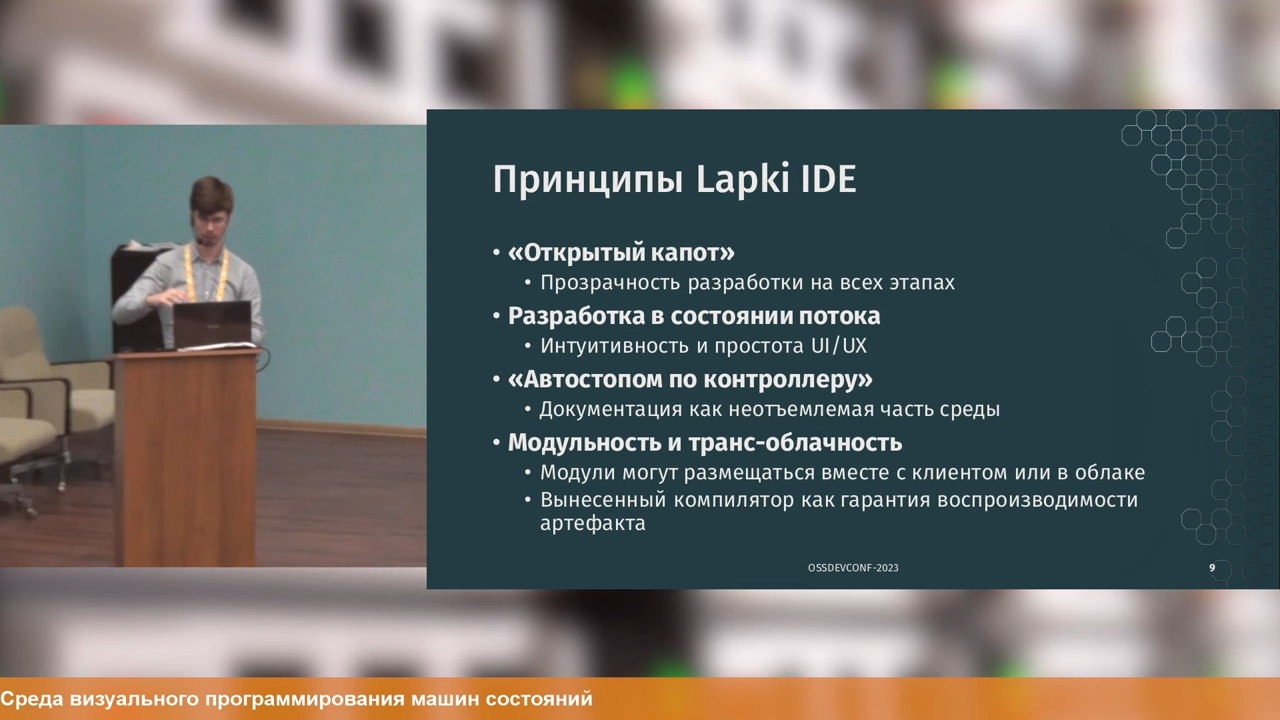 Принципы Lapki IDE
• «Открытый капот»
• Прозрачность разработки на всех этапах
• Разработка в состоянии потока
• Интуитивность и простота UI/UX
• «Автостопом по контроллеру»
• Документация как неотъемлемая часть среды
• Модульность и транс-облачность
• Модули могут размещаться вместе с клиентом или в облаке
• Вынесенный компилятор как гарантия воспроизводимости
артефакта
OSSDEVCONF-2023
9
Среда визуального программирования машин состояний